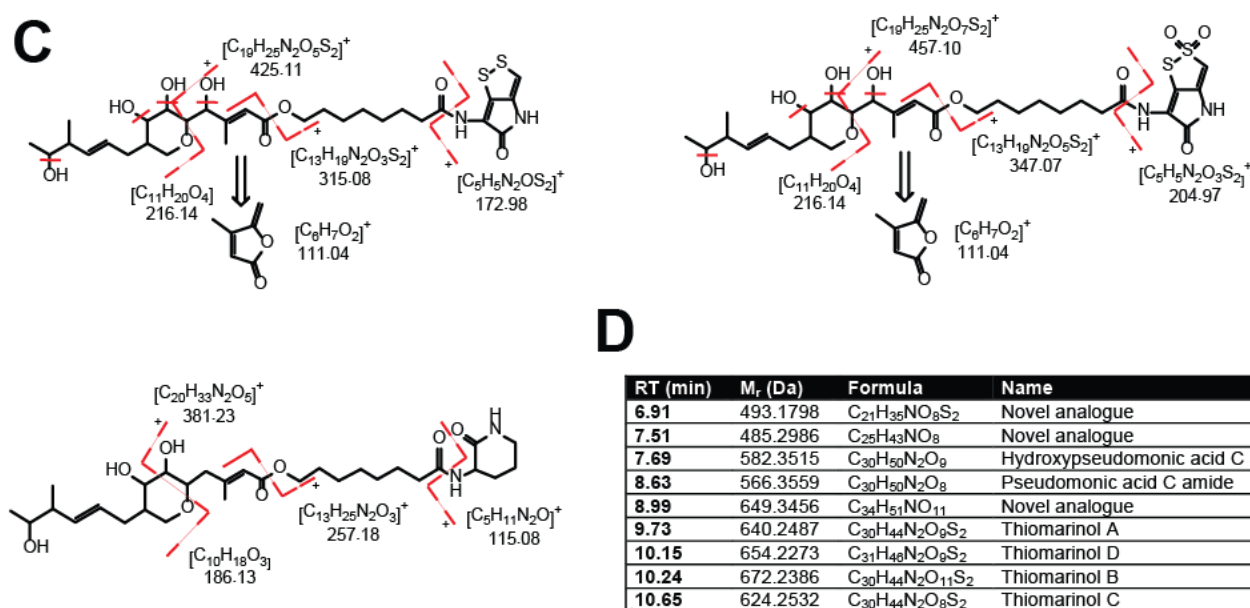 C
[C₁₉H₂₅N₂O₅S₂]⁺
425.11
[C₁₃H₁₉N₂O₃S₂]⁺
315.08
[C₅H₅N₂OS₂]⁺
172.98
[C₁₁H₂₀O₄]
216.14
[C₆H₇O₂]⁺
111.04
[C₁₉H₂₅N₂O₇S₂]⁺
457.10
[C₁₃H₁₉N₂O₅S₂]⁺
347.07
[C₅H₅N₂O₃S₂]⁺
204.97
[C₁₁H₂₀O₄]
216.14
[C₆H₇O₂]⁺
111.04
[C₂₀H₃₃N₂O₅]⁺
381.23
[C₁₃H₂₅N₂O₃]⁺
257.18
[C₅H₁₁N₂O]⁺
115.08
[C₁₀H₁₈O₃]
186.13
D
RT (min) Mᵣ (Da) Formula Name
6.91 493.1798 C₂₁H₃₅NO₈S₂ Novel analogue
7.51 485.2986 C₂₅H₄₃NO₈ Novel analogue
7.69 582.3515 C₃₀H₅₀N₂O₉ Hydroxypseudomonic acid C
8.63 566.3559 C₃₀H₅₀N₂O₈ Pseudomonic acid C amide
8.99 649.3456 C₃₄H₅₁NO₁₁ Novel analogue
9.73 640.2487 C₃₀H₄₄N₂O₉S₂ Thiomarinol A
10.15 654.2273 C₃₁H₄₆N₂O₉S₂ Thiomarinol D
10.24 672.2386 C₃₀H₄₄N₂O₁₁S₂ Thiomarinol B
10.65 624.2532 C₃₀H₄₄N₂O₈S₂ Thiomarinol C